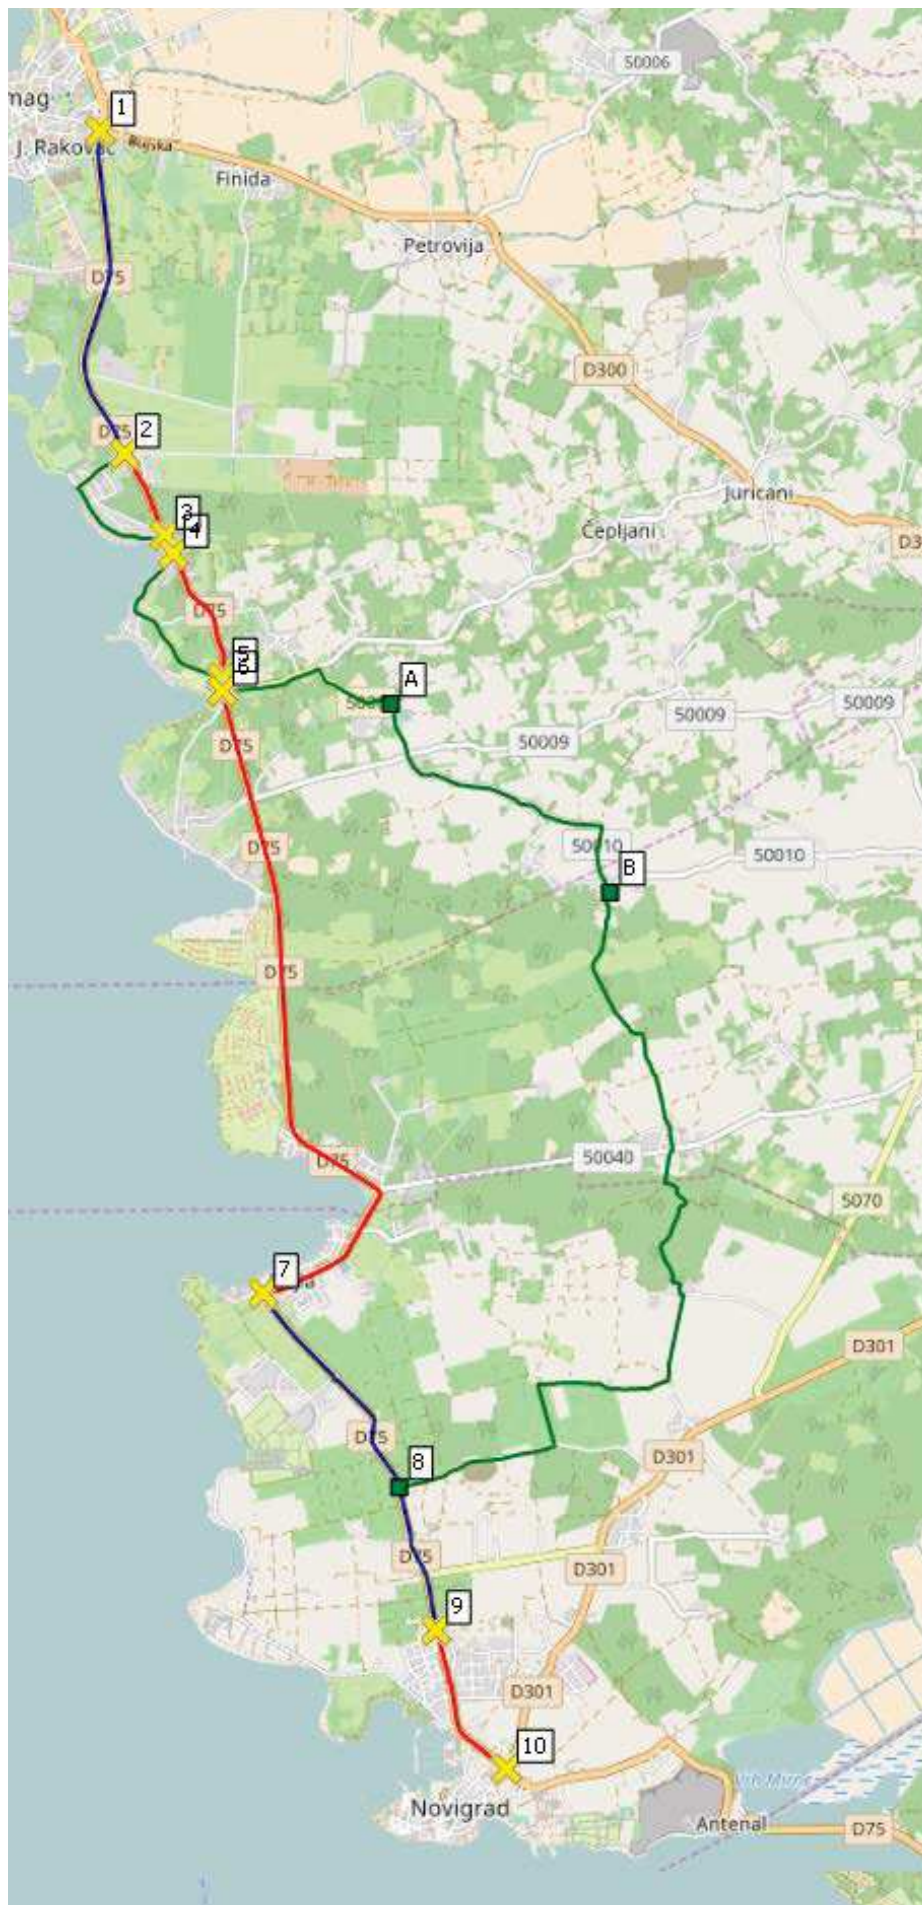 1
50006
mag
J. Rakovac
Bujska
Finida
Petrovija
D75
D300
D75
2
Juricani
3
4
Čepljani
D3
D75
5
6
A
50009
50009
50009
D75
50010
50010
B
D75
D75
D75
50040
5070
7
D301
D75
8
D301
D75
D301
9
D301
10
Novigrad
Antenal
D75